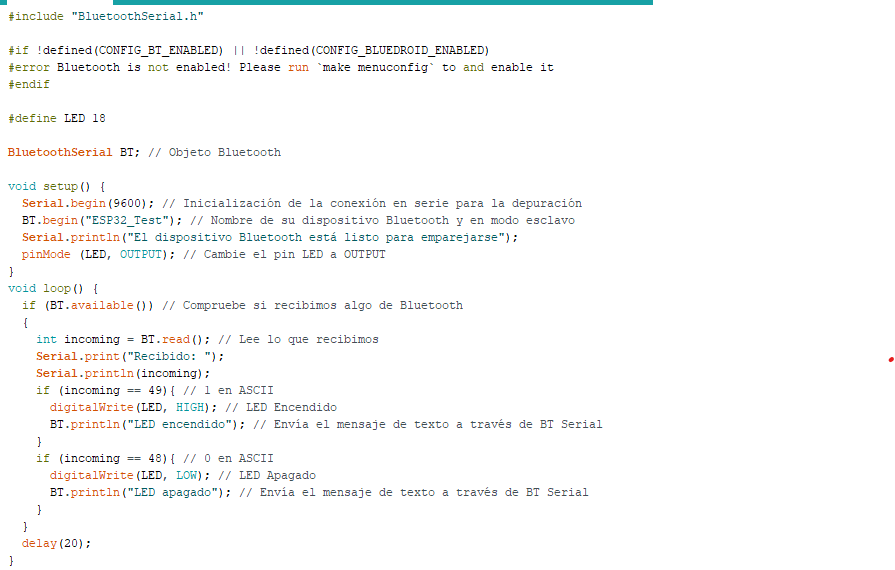 #include "BluetoothSerial.h"
#if !defined(CONFIG_BT_ENABLED) || !defined(CONFIG_BLUEDROID_ENABLED)
#error Bluetooth is not enabled! Please run `make menuconfig` to and enable it
#endif
#define LED 18
BluetoothSerial BT; // Objeto Bluetooth
void setup() {
  Serial.begin(9600); // Inicialización de la conexión en serie para la depuración
  BT.begin("ESP32_Test"); // Nombre de su dispositivo Bluetooth y en modo esclavo
  Serial.println("El dispositivo Bluetooth está listo para emparejarse");
  pinMode (LED, OUTPUT); // Cambie el pin LED a OUTPUT
}
void loop() {
  if (BT.available()) // Compruebe si recibimos algo de Bluetooth
  {
    int incoming = BT.read(); // Lee lo que recibimos
    Serial.print("Recibido: ");
    Serial.println(incoming);
    if (incoming == 49){ // 1 en ASCII
      digitalWrite(LED, HIGH); // LED Encendido
      BT.println("LED encendido"); // Envía el mensaje de texto a través de BT Serial
    }
    if (incoming == 48){ // 0 en ASCII
      digitalWrite(LED, LOW); // LED Apagado
      BT.println("LED apagado"); // Envía el mensaje de texto a través de BT Serial
    }
  }
  delay(20);
}